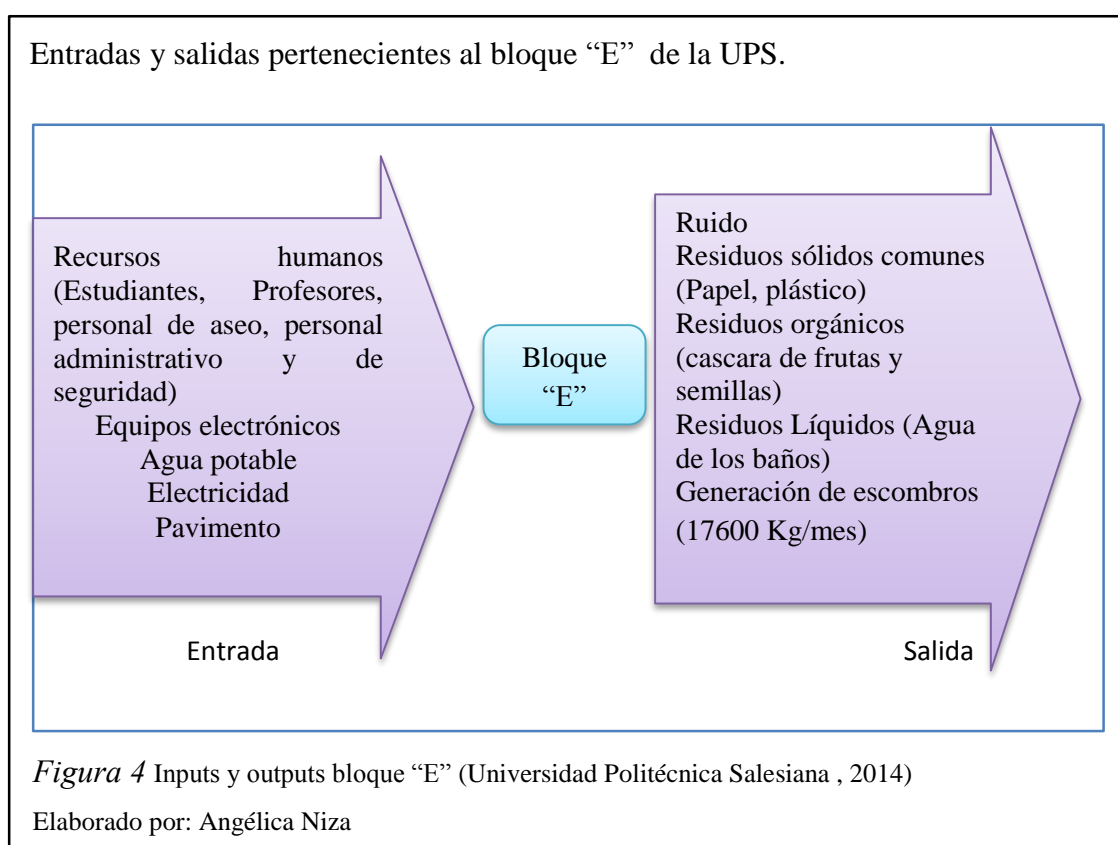 Entradas y salidas pertenecientes al bloque “E” de la UPS.
Recursos humanos
(Estudiantes, Profesores,
personal de aseo, personal
administrativo y de
seguridad)
Equipos electrónicos
Agua potable
Electricidad
Pavimento
Entrada
Bloque
“E”
Ruido
Residuos sólidos comunes
(Papel, plástico)
Residuos orgánicos
(cascara de frutas y
semillas)
Residuos Líquidos (Agua
de los baños)
Generación de escombros
(17600 Kg/mes)
Salida
Figura 4 Inputs y outputs bloque “E” (Universidad Politécnica Salesiana , 2014)
Elaborado por: Angélica Niza